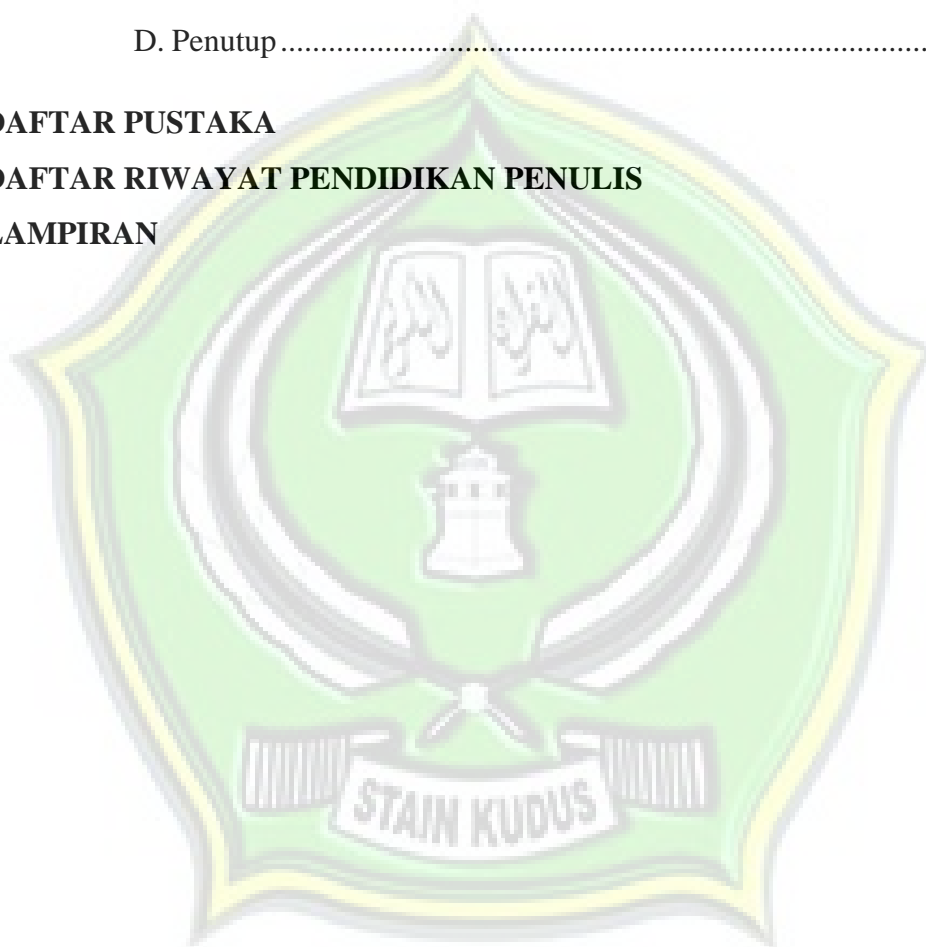 D. Penutup .................................................................................
DAFTAR PUSTAKA
DAFTAR RIWAYAT PENDIDIKAN PENULIS
LAMPIRAN
STAIN KUDUS